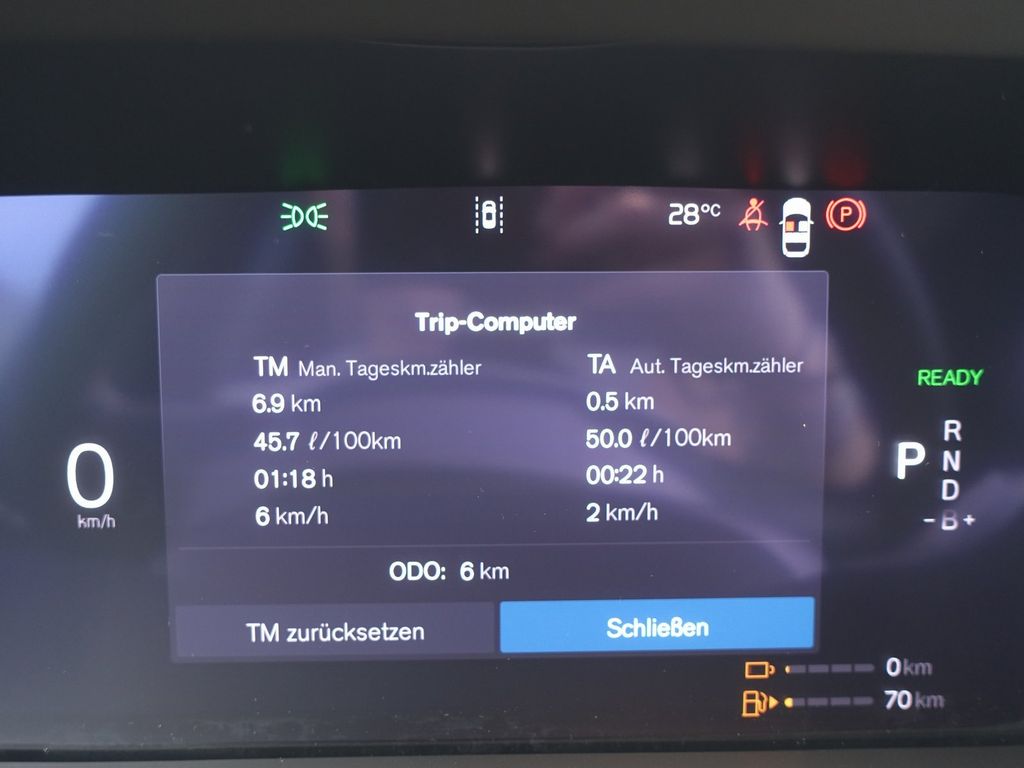 28°C
P
Trip-Computer
TM Man. Tageskm.zähler
TA Aut. Tageskm.zähler
6.9 km
0.5 km
45.7 ℓ/100km
50.0 ℓ/100km
01:18 h
00:22 h
6 km/h
2 km/h
ODO: 6 km
TM zurücksetzen
Schließen
0
km/h
READY
P
R
N
D
- B +
0 km
70 km